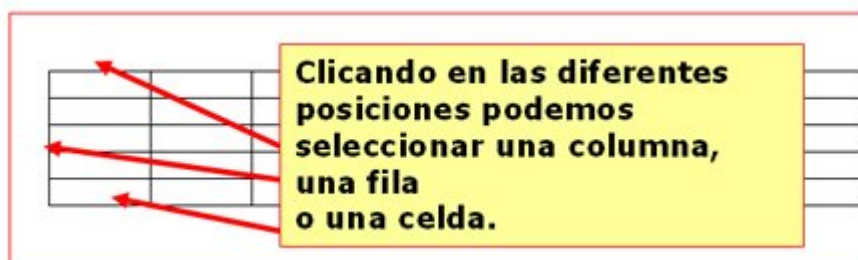 Clicando en las diferentes
posiciones podemos
seleccionar una columna,
una fila
o una celda.